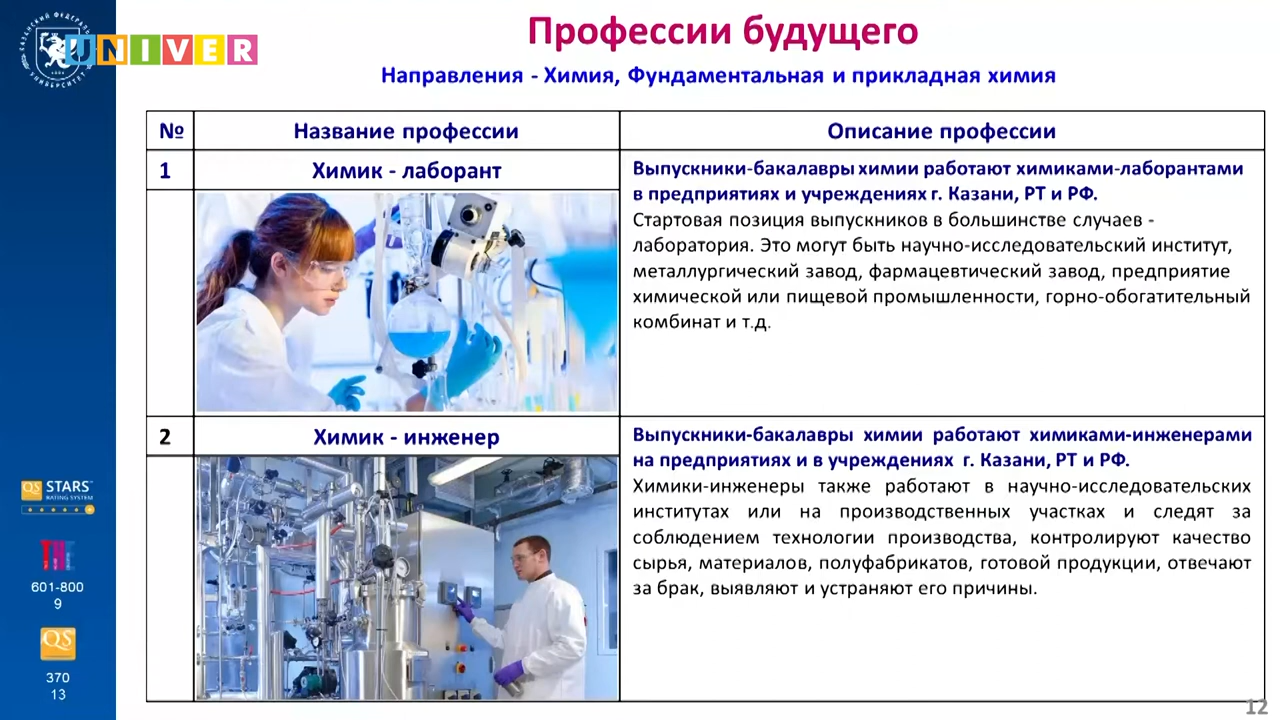 КАЗАНСКИЙ ФЕДЕРАЛЬНЫЙ УНИВЕРСИТЕТ
UNIVER
Профессии будущего
Направления - Химия, Фундаментальная и прикладная химия
№ Название профессии Описание профессии
1 Химик - лаборант
Выпускники-бакалавры химии работают химиками-лаборантами
в предприятиях и учреждениях г. Казани, РТ и РФ.
Стартовая позиция выпускников в большинстве случаев -
лаборатория. Это могут быть научно-исследовательский институт,
металлургический завод, фармацевтический завод, предприятие
химической или пищевой промышленности, горно-обогатительный
комбинат и т.д.
2 Химик - инженер
Выпускники-бакалавры химии работают химиками-инженерами
на предприятиях и в учреждениях г. Казани, РТ и РФ.
Химики-инженеры также работают в научно-исследовательских
институтах или на производственных участках и следят за
соблюдением технологии производства, контролируют качество
сырья, материалов, полуфабрикатов, готовой продукции, отвечают
за брак, выявляют и устраняют его причины.
QS STARS
RATING SYSTEM
THE
601-800
9
QS
370
13
12